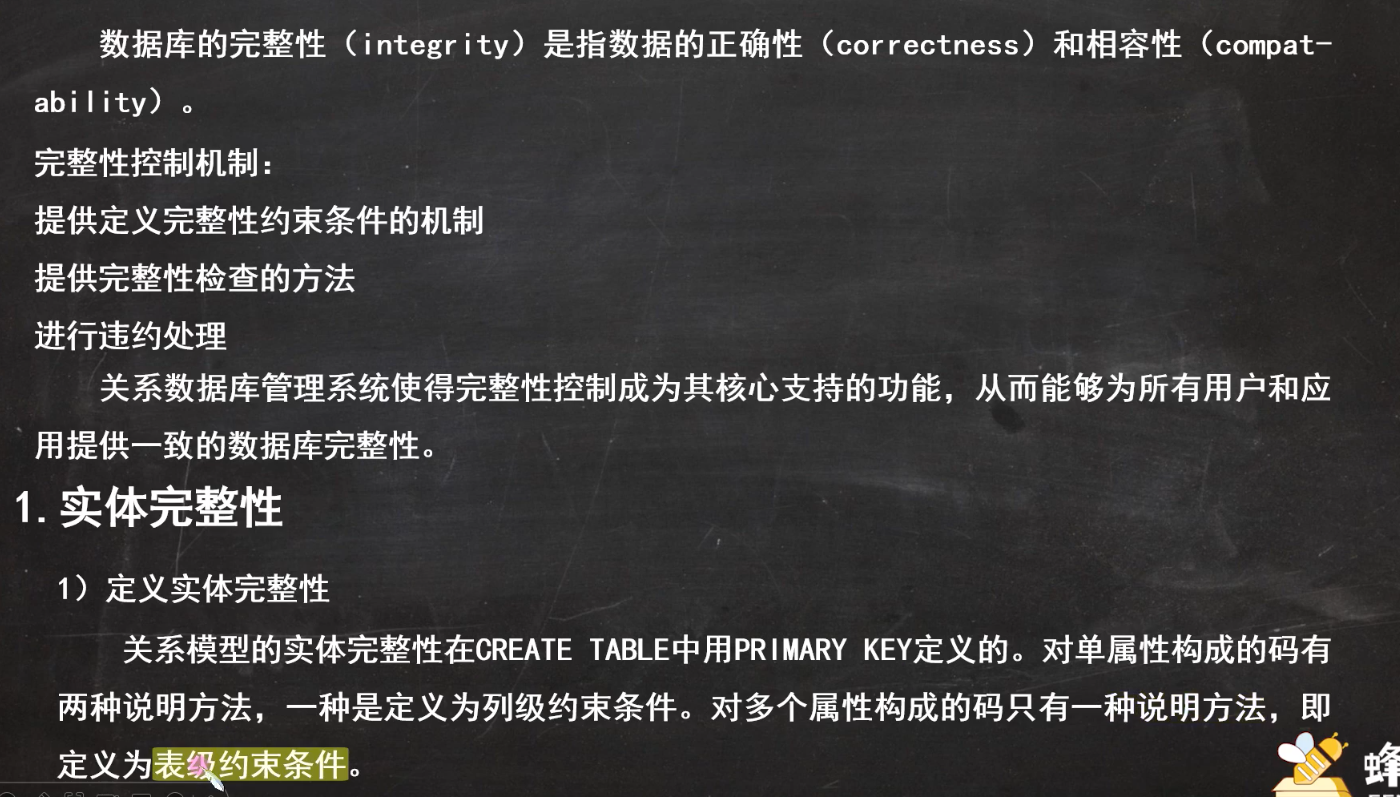 数据库的完整性（integrity）是指数据的正确性（correctness）和相容性（compat-
ability）。
完整性控制机制：
提供定义完整性约束条件的机制
提供完整性检查的方法
进行违约处理
关系数据库管理系统使得完整性控制成为其核心支持的功能，从而能够为所有用户和应
用提供一致的数据库完整性。
1.实体完整性
1）定义实体完整性
关系模型的实体完整性在CREATE TABLE中用PRIMARY KEY定义的。对单属性构成的码有
两种说明方法，一种是定义为列级约束条件。对多个属性构成的码只有一种说明方法，即
定义为表级约束条件。
蜂